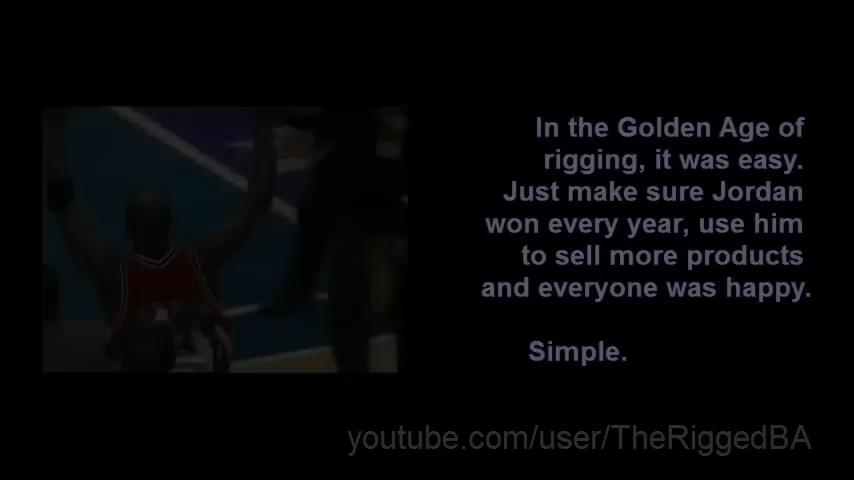 In the Golden Age of
rigging, it was easy.
Just make sure Jordan
won every year, use him
to sell more products
and everyone was happy.
Simple.
youtube.com/user/TheRiggedBA